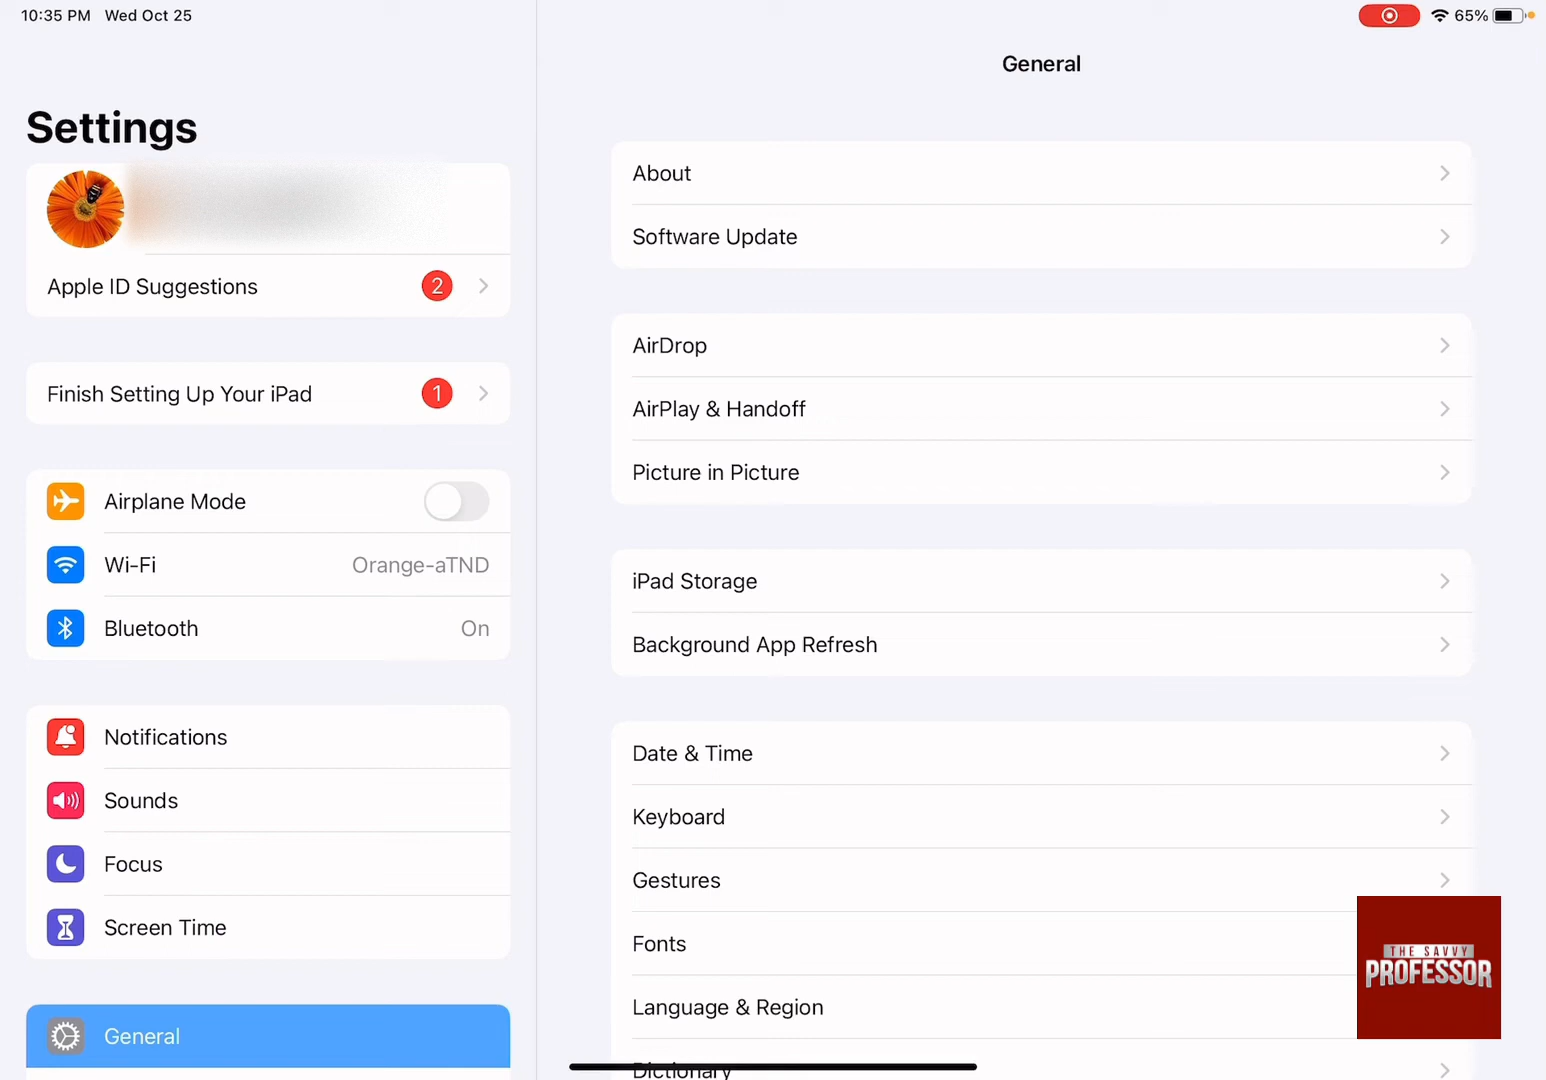 10:35 PM Wed Oct 25
65%
Settings
Apple ID Suggestions 2
Finish Setting Up Your iPad 1
Airplane Mode
Wi-Fi Orange-aTND
Bluetooth On
Notifications
Sounds
Focus
Screen Time
General
General
About
Software Update
AirDrop
AirPlay & Handoff
Picture in Picture
iPad Storage
Background App Refresh
Date & Time
Keyboard
Gestures
Fonts
Language & Region
Dictionary
THE SAVVY
PROFESSOR